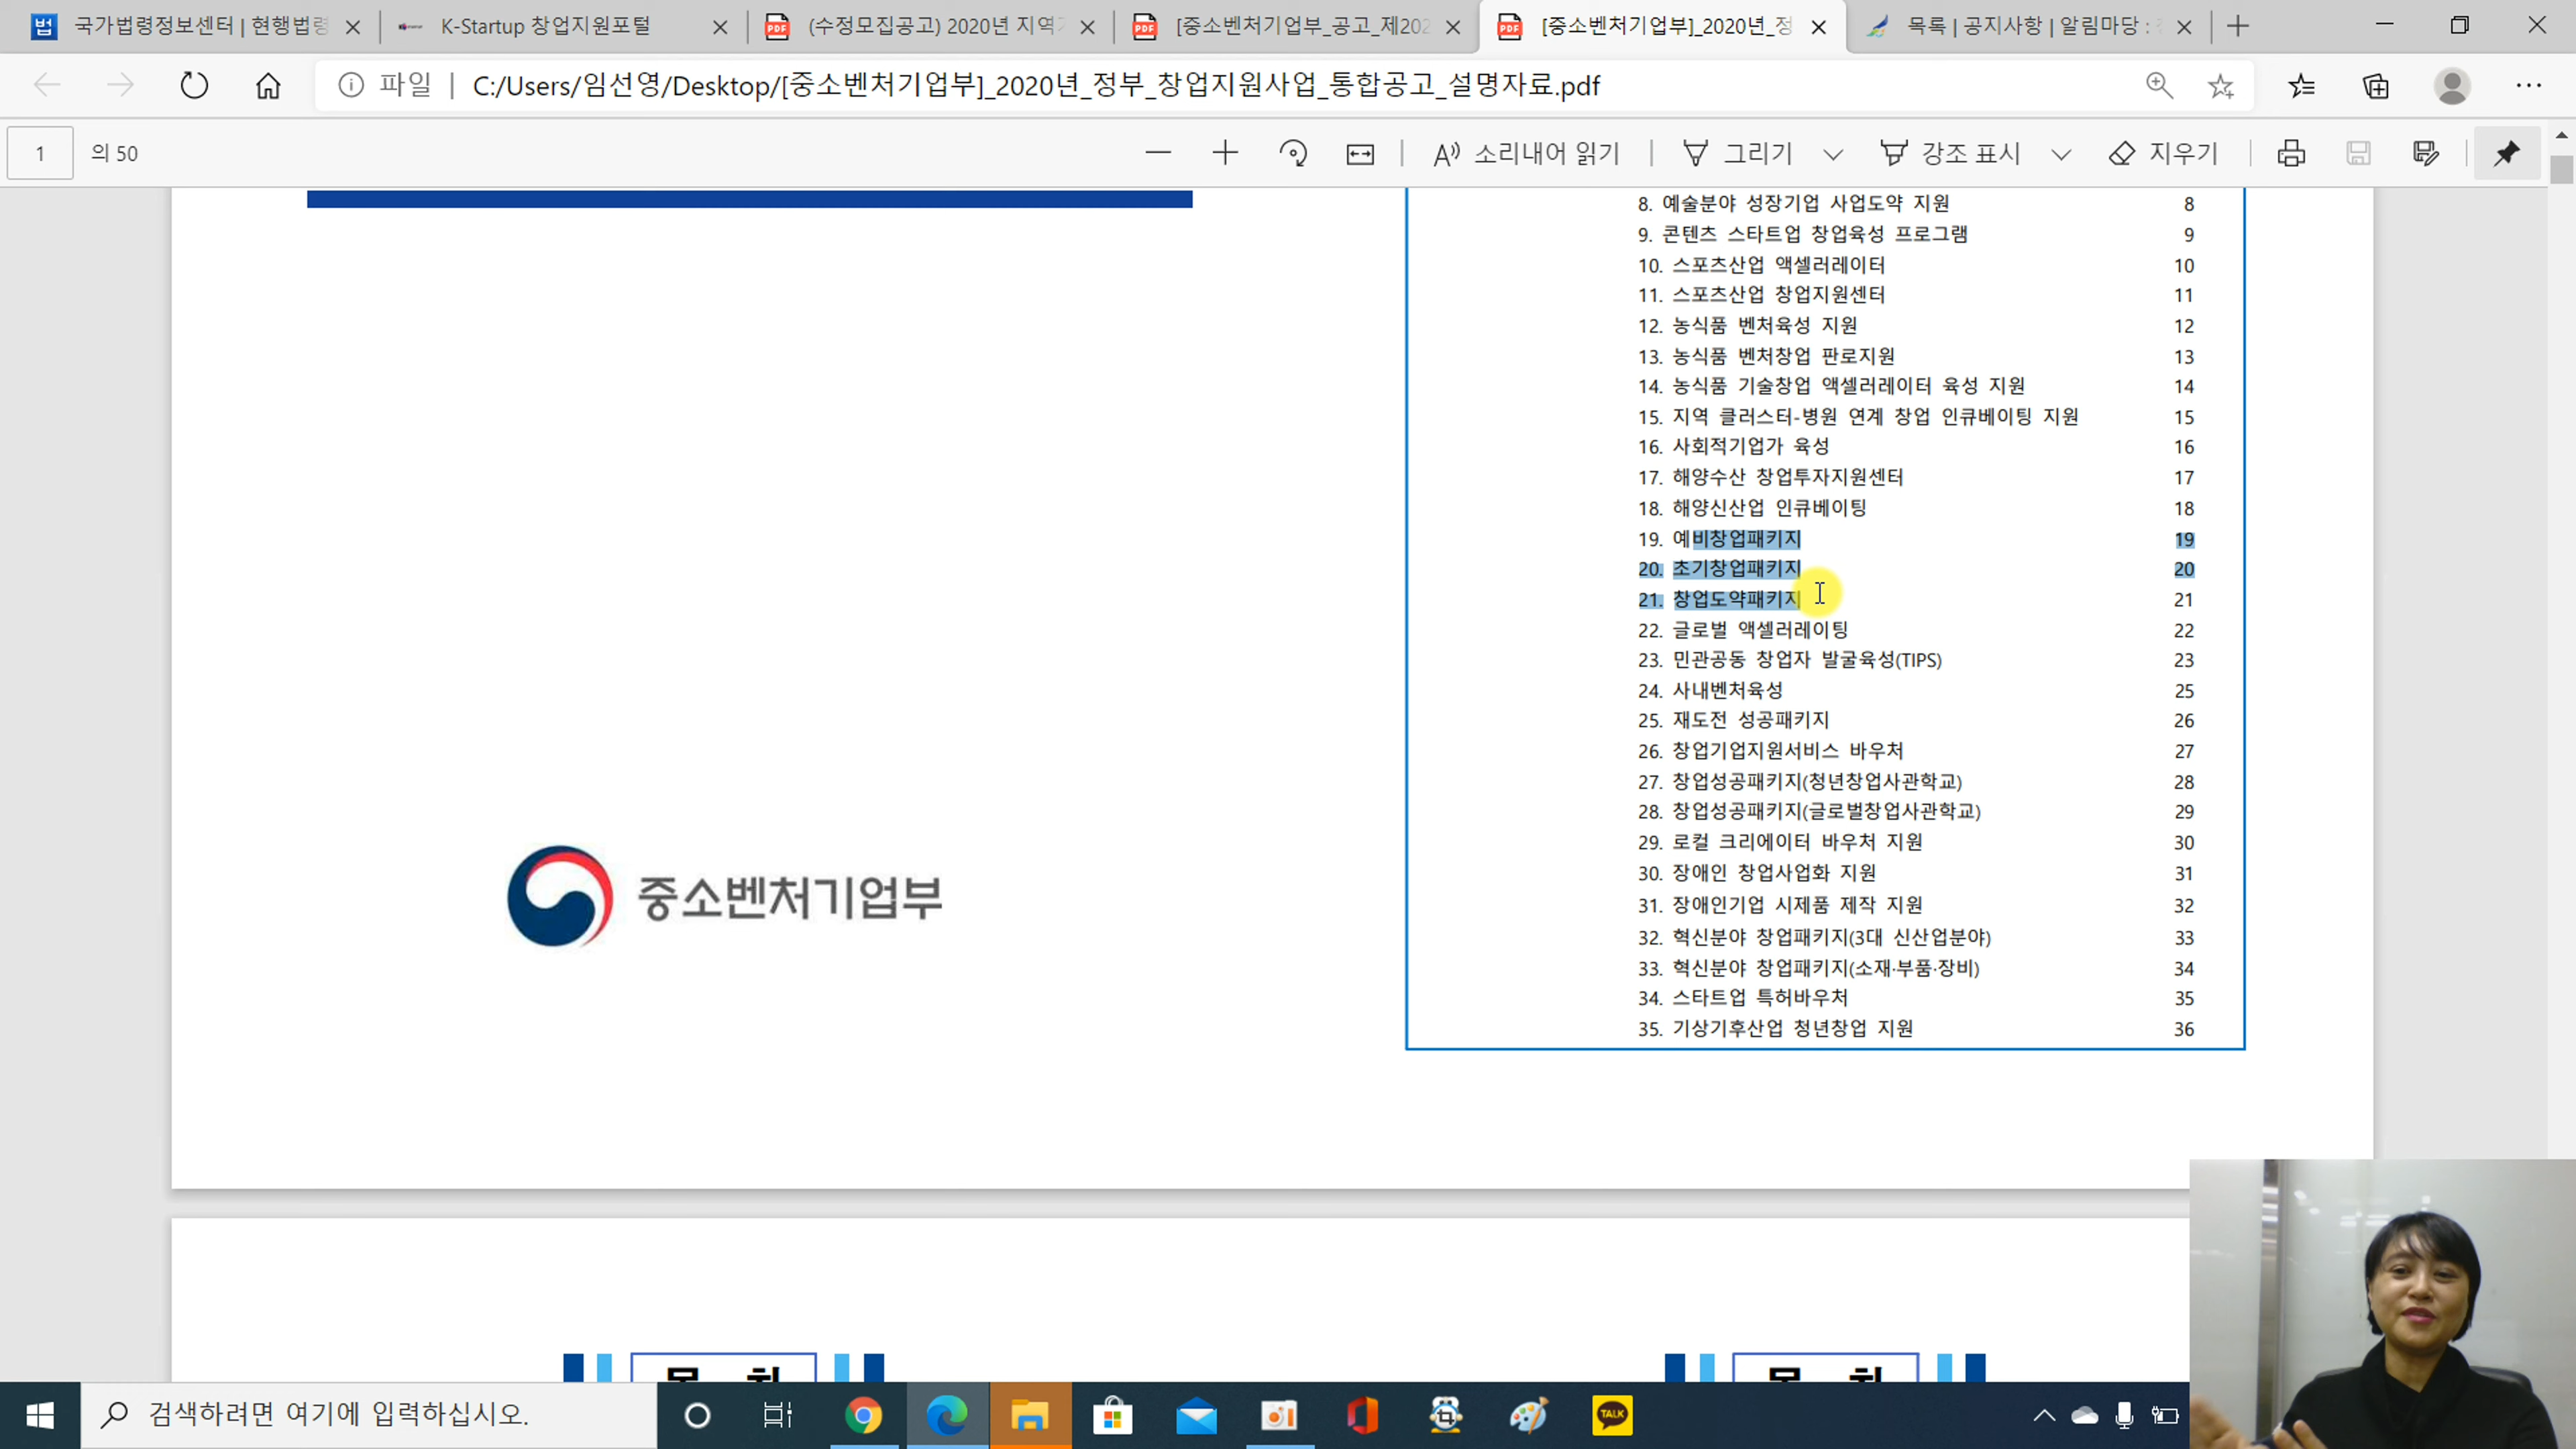 국가법령정보센터 | 현행법령
K-Startup 창업지원포털
(수정모집공고) 2020년 지역
[중소벤처기업부_공고_제202
[중소벤처기업부]_2020년_정
목록 | 공지사항 | 알림마당 :
파일 | C:/Users/임선영/Desktop/[중소벤처기업부]_2020년_정부_창업지원사업_통합공고_설명자료.pdf
1 의 50
소리내어 읽기
그리기
강조 표시
지우기
8. 예술분야 성장기업 사업도약 지원 8
9. 콘텐츠 스타트업 창업육성 프로그램 9
10. 스포츠산업 액셀러레이터 10
11. 스포츠산업 창업지원센터 11
12. 농식품 벤처육성 지원 12
13. 농식품 벤처창업 판로지원 13
14. 농식품 기술창업 액셀러레이터 육성 지원 14
15. 지역 클러스터-병원 연계 창업 인큐베이팅 지원 15
16. 사회적기업가 육성 16
17. 해양수산 창업투자지원센터 17
18. 해양신산업 인큐베이팅 18
19. 예비창업패키지 19
20. 초기창업패키지 20
21. 창업도약패키지 21
22. 글로벌 액셀러레이팅 22
23. 민관공동 창업자 발굴육성(TIPS) 23
24. 사내벤처육성 25
25. 재도전 성공패키지 26
26. 창업기업지원서비스 바우처 27
27. 창업성공패키지(청년창업사관학교) 28
28. 창업성공패키지(글로벌창업사관학교) 29
29. 로컬 크리에이터 바우처 지원 30
30. 장애인 창업사업화 지원 31
31. 장애인기업 시제품 제작 지원 32
32. 혁신분야 창업패키지(3대 신산업분야) 33
33. 혁신분야 창업패키지(소재·부품·장비) 34
34. 스타트업 특허바우처 35
35. 기상기후산업 청년창업 지원 36
중소벤처기업부
검색하려면 여기에 입력하십시오.
TALK